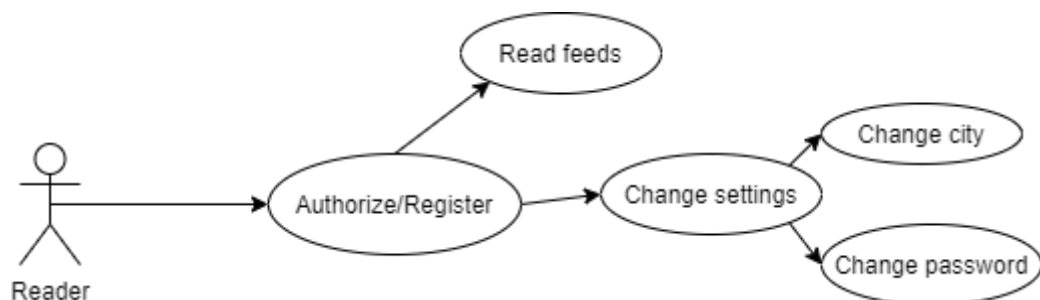 Read feeds
Change city
Authorize/Register
Change settings
Change password
Reader